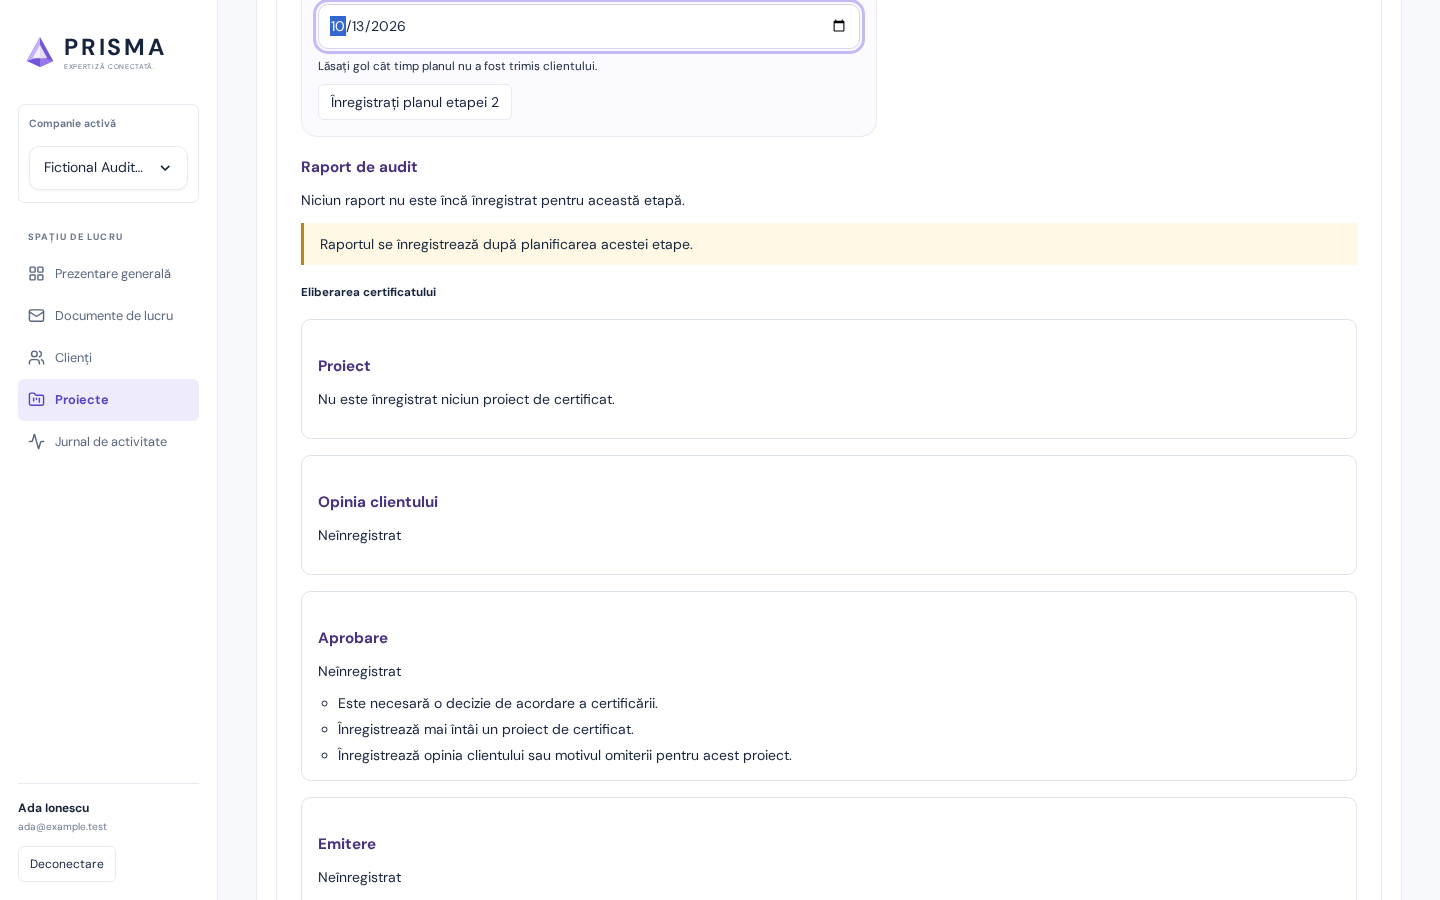 PRISMA
EXPERTIZĂ CONECTATĂ.
Companie activă
Fictional Audit...
SPAȚIU DE LUCRU
Prezentare generală
Documente de lucru
Clienți
Proiecte
Jurnal de activitate
Ada Ionescu
ada@example.test
Deconectare
10/13/2026
Lăsați gol cât timp planul nu a fost trimis clientului.
Înregistrați planul etapei 2
Raport de audit
Niciun raport nu este încă înregistrat pentru această etapă.
Raportul se înregistrează după planificarea acestei etape.
Eliberarea certificatului
Proiect
Nu este înregistrat niciun proiect de certificat.
Opinia clientului
Neînregistrat
Aprobare
Neînregistrat
Este necesară o decizie de acordare a certificării.
Înregistrează mai întâi un proiect de certificat.
Înregistrează opinia clientului sau motivul omiterii pentru acest proiect.
Emitere
Neînregistrat